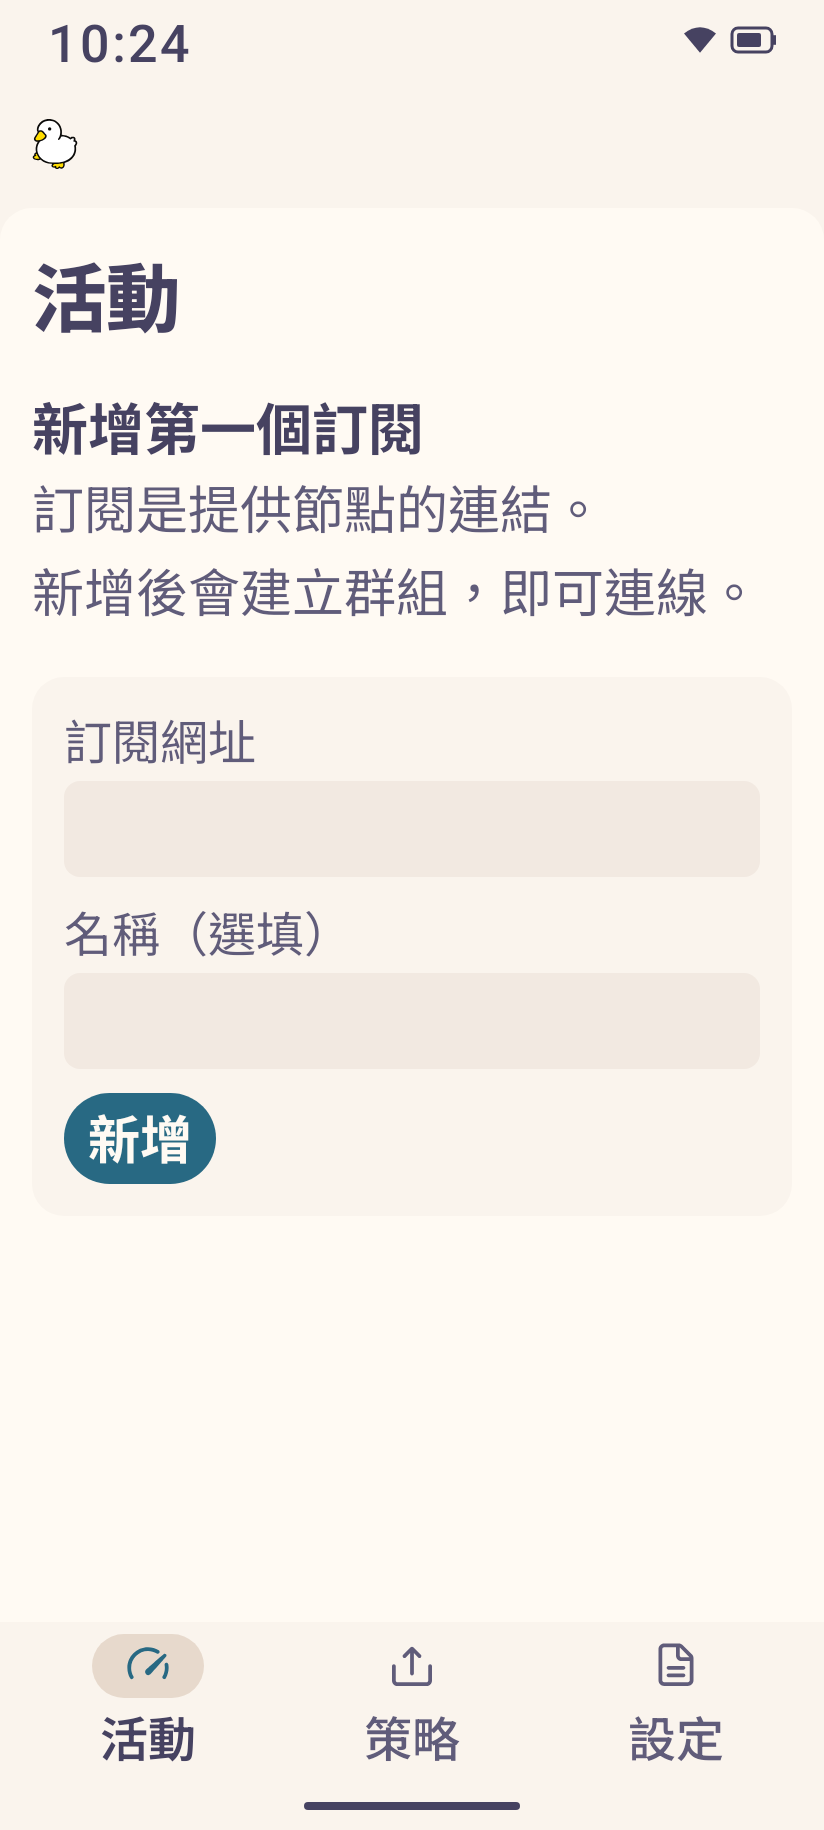 10:24
活動
新增第一個訂閱
訂閱是提供節點的連結。
新增後會建立群組，即可連線。
訂閱網址
名稱（選填）
新增
活動
策略
設定